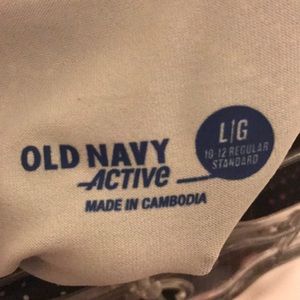 L|G
10-12 REGULAR
STANDARD
OLD NAVY
ACTIVE
MADE IN CAMBODIA